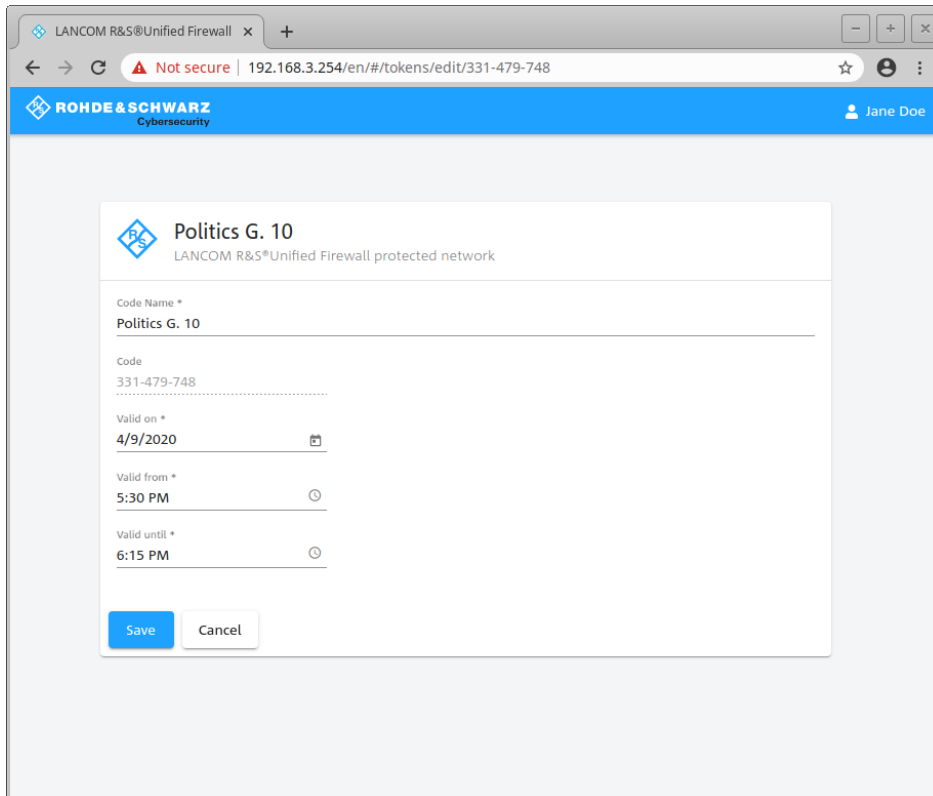 LANCOM R&S®Unified Firewall
Not secure | 192.168.3.254/en/#/tokens/edit/331-479-748
ROHDE&SCHWARZ
Cybersecurity
Jane Doe
Politics G. 10
LANCOM R&S®Unified Firewall protected network
Code Name *
Politics G. 10
Code
331-479-748
Valid on *
4/9/2020
Valid from *
5:30 PM
Valid until *
6:15 PM
Save Cancel